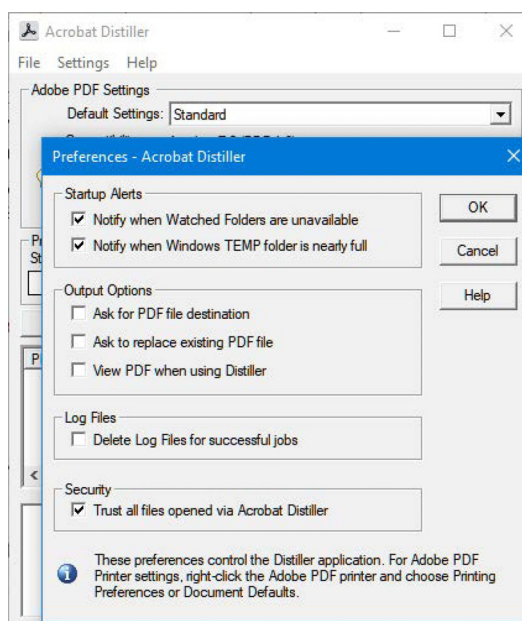 Acrobat Distiller
File Settings Help
Adobe PDF Settings
Default Settings: Standard
Preferences - Acrobat Distiller
Startup Alerts
Notify when Watched Folders are unavailable
Notify when Windows TEMP folder is nearly full
OK
Cancel
Help
Output Options
Ask for PDF file destination
Ask to replace existing PDF file
View PDF when using Distiller
Log Files
Delete Log Files for successful jobs
Security
Trust all files opened via Acrobat Distiller
These preferences control the Distiller application. For Adobe PDF
Printer settings, right-click the Adobe PDF printer and choose Printing
Preferences or Document Defaults.